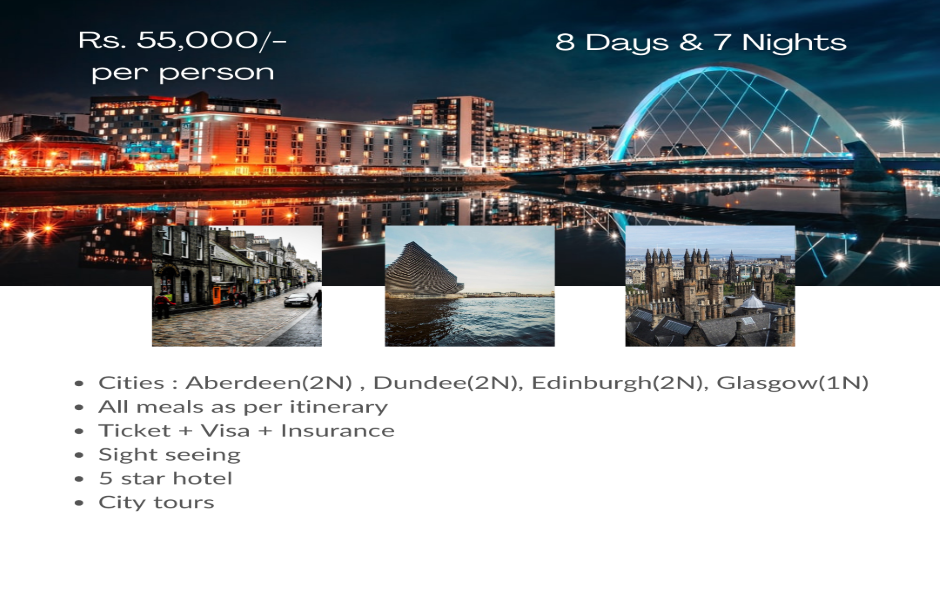 Rs. 55,000/-
per person
8 Days & 7 Nights
• Cities : Aberdeen(2N) , Dundee(2N), Edinburgh(2N), Glasgow(1N)
• All meals as per itinerary
• Ticket + Visa + Insurance
• Sight seeing
• 5 star hotel
• City tours